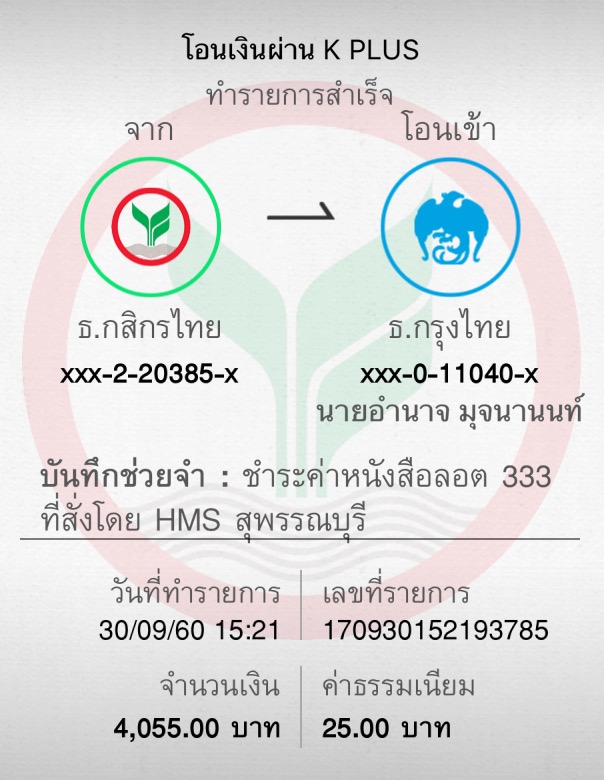 โอนเงินผ่าน K PLUS
ทำรายการสำเร็จ
จาก
โอนเข้า
ธ.กสิกรไทย
ธ.กรุงไทย
xxx-2-20385-x
xxx-0-11040-x
นายอำนาจ มุจนานนท์
บันทึกช่วยจำ : ชำระค่าหนังสือลอต 333
ที่สั่งโดย HMS สุพรรณบุรี
วันที่ทำรายการ
เลขที่รายการ
30/09/60 15:21
170930152193785
จำนวนเงิน
ค่าธรรมเนียม
4,055.00 บาท
25.00 บาท